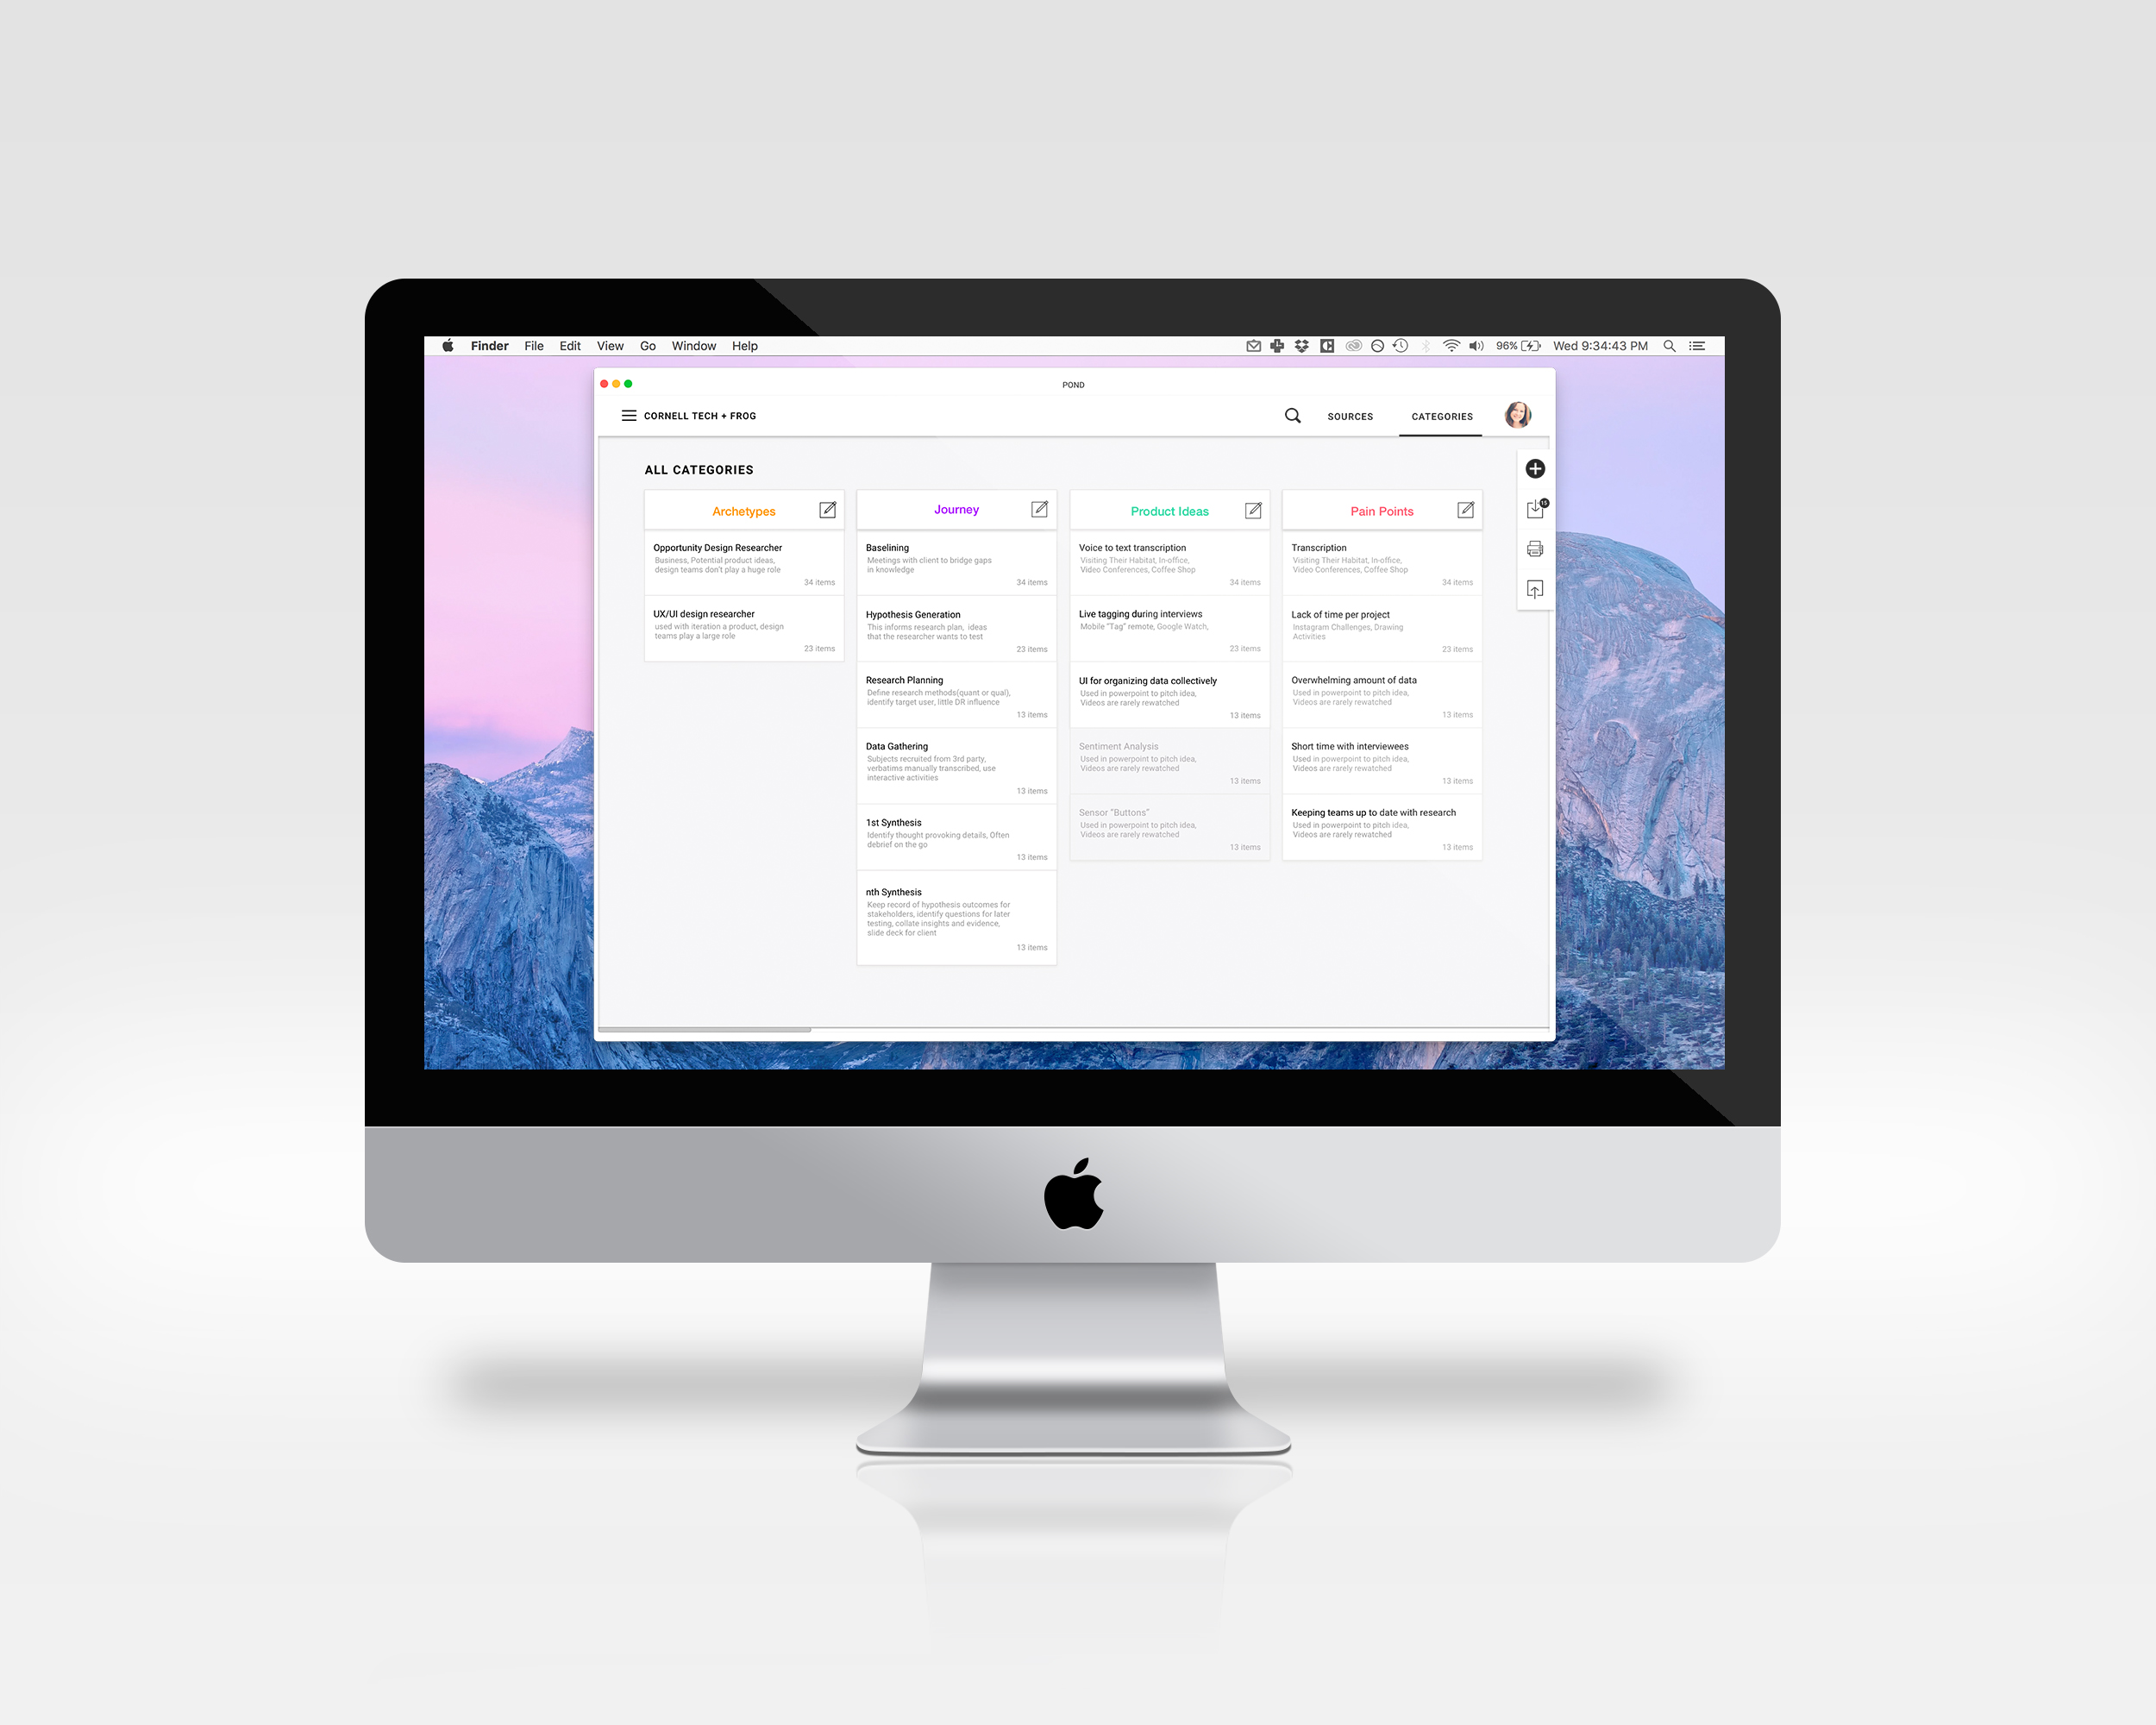 Finder File Edit View Go Window Help
96% Wed 9:34:43 PM
POND
CORNELL TECH + FROG
SOURCES CATEGORIES
ALL CATEGORIES
Archetypes
Opportunity Design Researcher
Business, Potential product ideas,
design teams don't play a huge role
34 items
UX/UI design researcher
used with iteration a product, design
teams play a large role
23 items
Journey
Baselining
Meetings with client to bridge gaps
in knowledge
34 items
Hypothesis Generation
This informs research plan, ideas
that the researcher wants to test
23 items
Research Planning
Define research methods(quant or qual),
identify target user, little DR influence
13 items
Data Gathering
Subjects recruited from 3rd party,
verbatims manually transcribed, use
interactive activities
13 items
1st Synthesis
Identify thought provoking details, Often
debrief on the go
13 items
nth Synthesis
Keep record of hypothesis outcomes for
stakeholders, identify questions for later
testing, collate insights and evidence,
slide deck for client
13 items
Product Ideas
Voice to text transcription
Visiting Their Habitat, In-office,
Video Conferences, Coffee Shop
34 items
Live tagging during interviews
Mobile "Tag" remote, Google Watch,
23 items
UI for organizing data collectively
Used in powerpoint to pitch idea,
Videos are rarely rewatched
13 items
Sentiment Analysis
Used in powerpoint to pitch idea,
Videos are rarely rewatched
13 items
Sensor "Buttons"
Used in powerpoint to pitch idea,
Videos are rarely rewatched
13 items
Pain Points
Transcription
Visiting Their Habitat, In-office,
Video Conferences, Coffee Shop
34 items
Lack of time per project
Instagram Challenges, Drawing
Activities
23 items
Overwhelming amount of data
Used in powerpoint to pitch idea,
Videos are rarely rewatched
13 items
Short time with interviewees
Used in powerpoint to pitch idea,
Videos are rarely rewatched
13 items
Keeping teams up to date with research
Used in powerpoint to pitch idea,
Videos are rarely rewatched
13 items